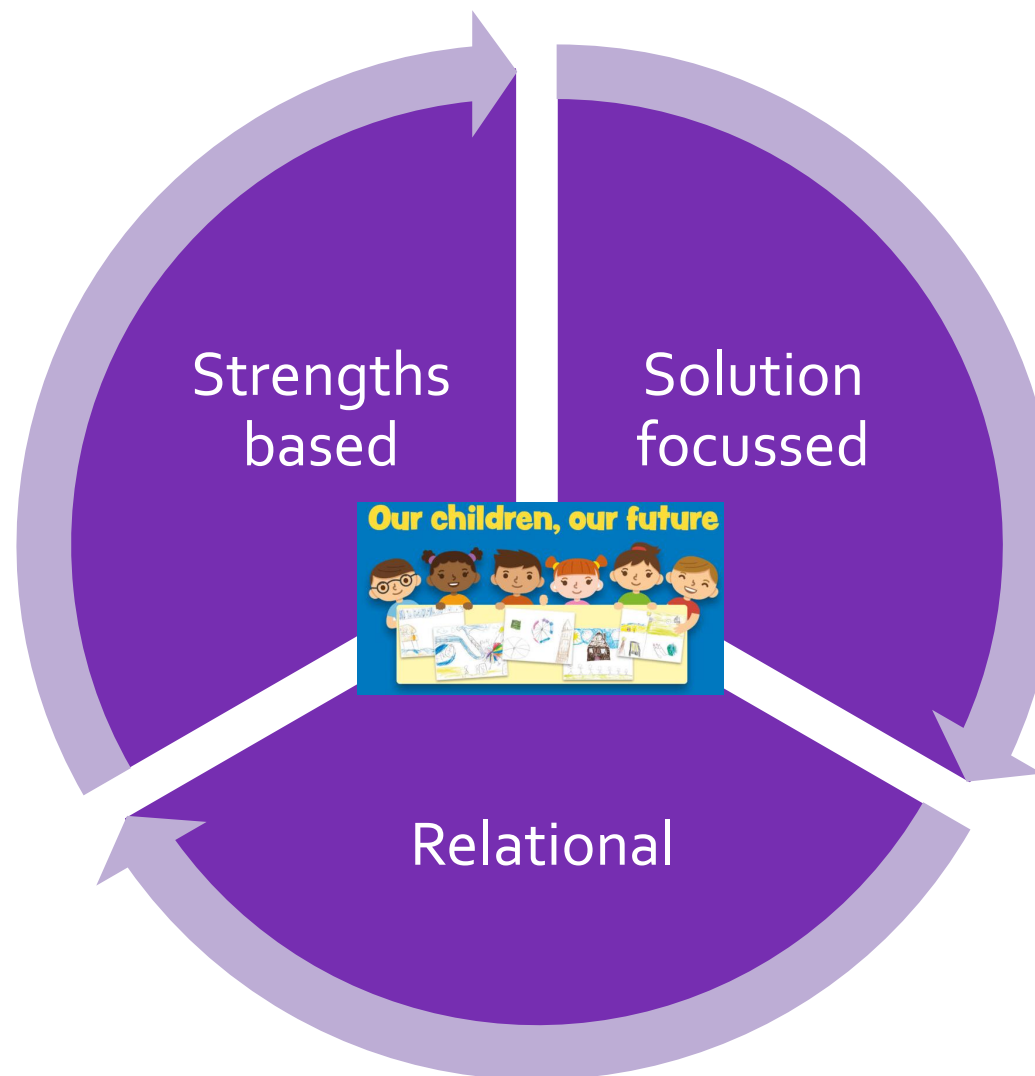 Strengths
based
Solution
focussed
Our children, our future
Relational